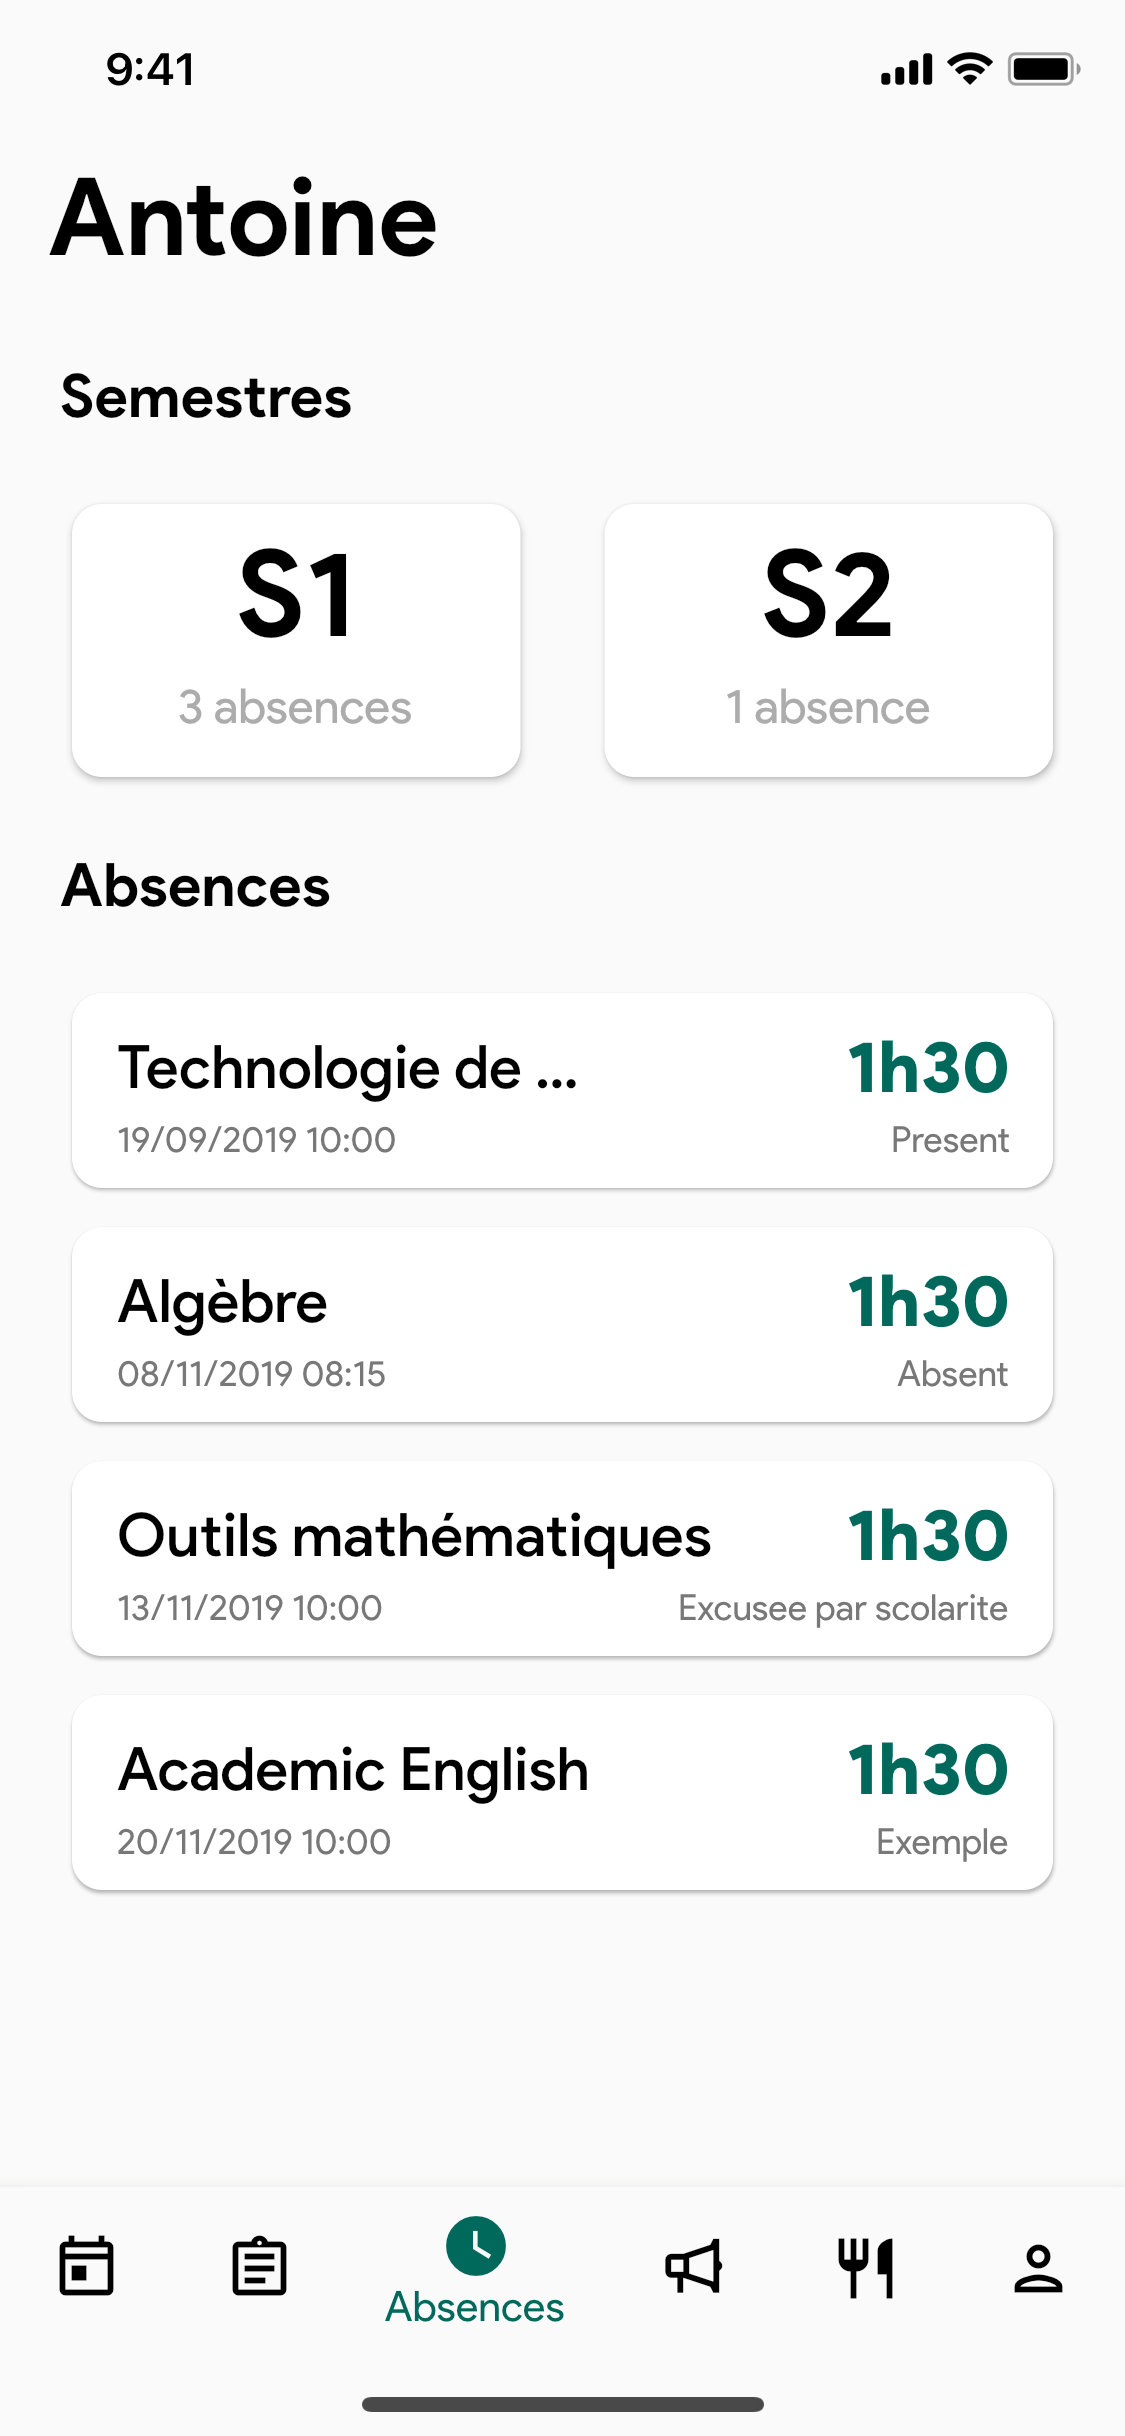 9:41
Antoine
Semestres
S1
3 absences
S2
1 absence
Absences
Technologie de ...
1h30
19/09/2019 10:00
Present
Algèbre
1h30
08/11/2019 08:15
Absent
Outils mathématiques
1h30
13/11/2019 10:00
Excusee par scolarite
Academic English
1h30
20/11/2019 10:00
Exemple
Absences